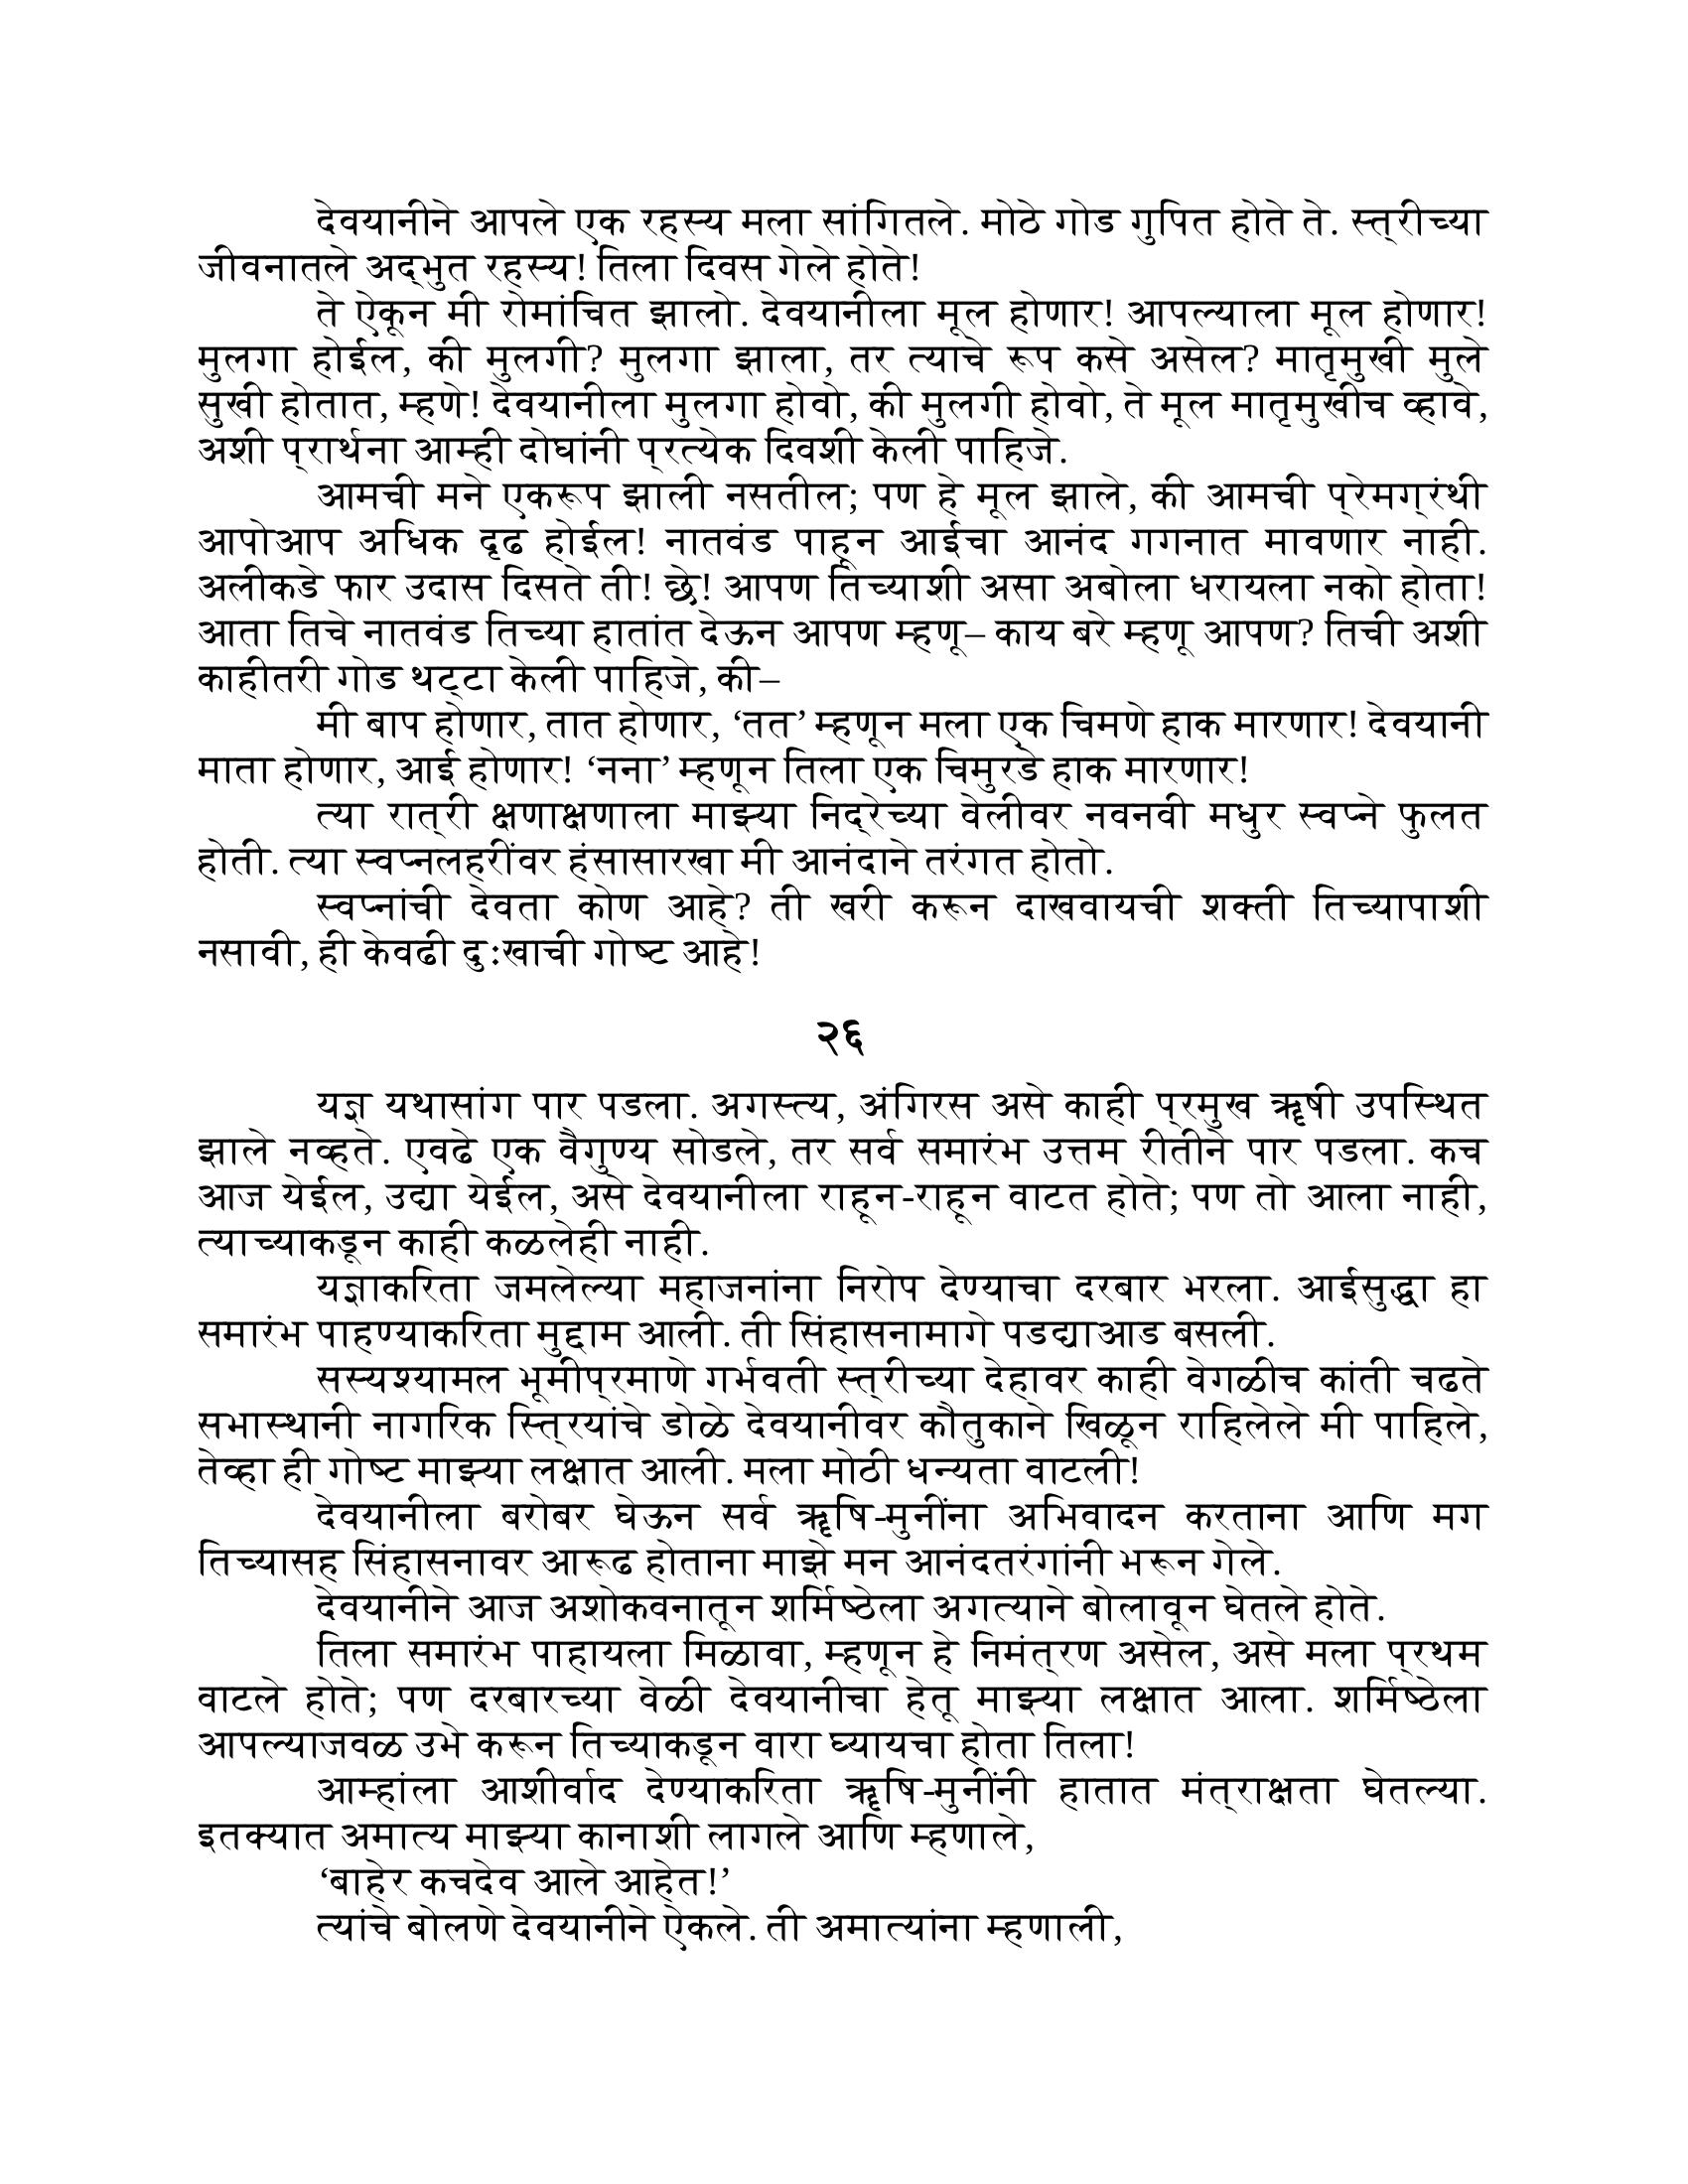 देवयानीने आपले एक रहस्य मला सांगितले. मोठे गोड गुपित होते ते. स्त्रीच्या
जीवनातले अद्‌भुत रहस्य! तिला दिवस गेले होते!
ते ऐकून मी रोमांचित झालो. देवयानीला मूल होणार! आपल्याला मूल होणार!
मुलगा होईल, की मुलगी? मुलगा झाला, तर त्याचे रूप कसे असेल? मातृमुखी मुले
सुखी होतात, म्हणे! देवयानीला मुलगा होवो, की मुलगी होवो, ते मूल मातृमुखीच व्हावे,
अशी प्रार्थना आम्ही दोघांनी प्रत्येक दिवशी केली पाहिजे.
आमची मने एकरूप झाली नसतील; पण हे मूल झाले, की आमची प्रेमग्रंथी
आपोआप अधिक दृढ होईल! नातवंड पाहून आईचा आनंद गगनात मावणार नाही.
अलीकडे फार उदास दिसते ती! छे! आपण तिच्याशी असा अबोला धरायला नको होता!
आता तिचे नातवंड तिच्या हातांत देऊन आपण म्हणू– काय बरे म्हणू आपण? तिची अशी
काहीतरी गोड थट्टा केली पाहिजे, की–
मी बाप होणार, तात होणार, ‘तत’ म्हणून मला एक चिमणे हाक मारणार! देवयानी
माता होणार, आई होणार! ‘नना’ म्हणून तिला एक चिमुरडे हाक मारणार!
त्या रात्री क्षणाक्षणाला माझ्या निद्रेच्या वेलीवर नवनवी मधुर स्वप्ने फुलत
होती. त्या स्वप्नलहरींवर हंसासारखा मी आनंदाने तरंगत होतो.
स्वप्नांची देवता कोण आहे? ती खरी करून दाखवायची शक्ती तिच्यापाशी
नसावी, ही केवढी दुःखाची गोष्ट आहे!
२६
यज्ञ यथासांग पार पडला. अगस्त्य, अंगिरस असे काही प्रमुख ॠषी उपस्थित
झाले नव्हते. एवढे एक वैगुण्य सोडले, तर सर्व समारंभ उत्तम रीतीने पार पडला. कच
आज येईल, उद्या येईल, असे देवयानीला राहून-राहून वाटत होते; पण तो आला नाही,
त्याच्याकडून काही कळलेही नाही.
यज्ञाकरिता जमलेल्या महाजनांना निरोप देण्याचा दरबार भरला. आईसुद्धा हा
समारंभ पाहण्याकरिता मुद्दाम आली. ती सिंहासनामागे पडद्याआड बसली.
सस्यश्यामल भूमीप्रमाणे गर्भवती स्त्रीच्या देहावर काही वेगळीच कांती चढते
सभास्थानी नागरिक स्त्रियांचे डोळे देवयानीवर कौतुकाने खिळून राहिलेले मी पाहिले,
तेव्हा ही गोष्ट माझ्या लक्षात आली. मला मोठी धन्यता वाटली!
देवयानीला बरोबर घेऊन सर्व ॠषि-मुनींना अभिवादन करताना आणि मग
तिच्यासह सिंहासनावर आरूढ होताना माझे मन आनंदतरंगांनी भरून गेले.
देवयानीने आज अशोकवनातून शर्मिष्ठेला अगत्याने बोलावून घेतले होते.
तिला समारंभ पाहायला मिळावा, म्हणून हे निमंत्रण असेल, असे मला प्रथम
वाटले होते; पण दरबारच्या वेळी देवयानीचा हेतू माझ्या लक्षात आला. शर्मिष्ठेला
आपल्याजवळ उभे करून तिच्याकडून वारा घ्यायचा होता तिला!
आम्हांला आशीर्वाद देण्याकरिता ॠषि-मुनींनी हातात मंत्राक्षता घेतल्या.
इतक्यात अमात्य माझ्या कानाशी लागले आणि म्हणाले,
‘बाहेर कचदेव आले आहेत!’
त्यांचे बोलणे देवयानीने ऐकले. ती अमात्यांना म्हणाली,